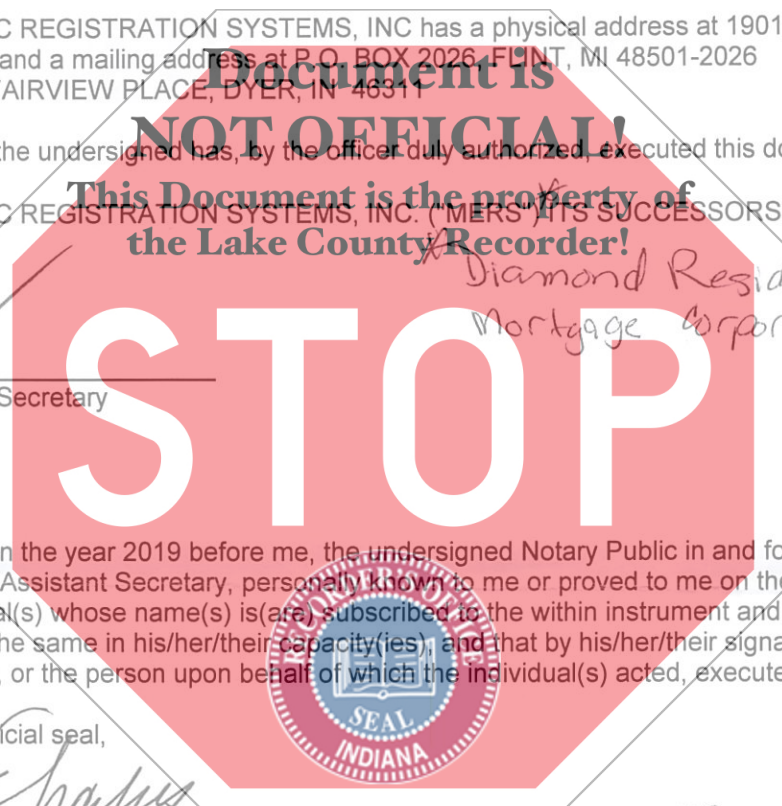 C REGISTRATION SYSTEMS, INC has a physical address at 1901
and a mailing address at P.O. BOX 2026, FLINT, MI 48501-2026
AIRVIEW PLACE, DYER, IN 46311
Document is
NOT OFFICIAL!
the undersigned has, by the officer duly authorized, executed this do
This Document is the property of
C REGISTRATION SYSTEMS, INC. ("MERS") ITS SUCCESSORS
the Lake County Recorder!
Diamond Resid
Mortgage Corpor
STOP
Secretary
n the year 2019 before me, the undersigned Notary Public in and fo
Assistant Secretary, personally known to me or proved to me on the
al(s) whose name(s) is(are) subscribed to the within instrument and
he same in his/her/their capacity(ies), and that by his/her/their signa
, or the person upon behalf of which the individual(s) acted, execute
RECORDER'S OFFICE
SEAL
INDIANA
icial seal,